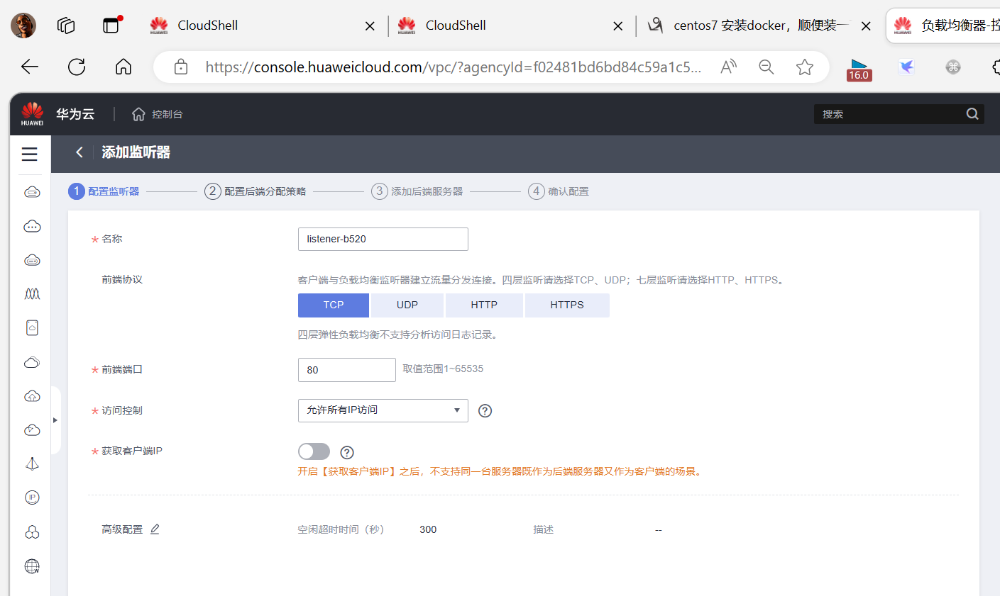 CloudShell
CloudShell
centos7 安装docker，顺便装一
负载均衡器-控
https://console.huaweicloud.com/vpc/?agencyId=f02481bd6bd84c59a1c5...
16.0
HUAWEI
华为云
控制台
搜索
添加监听器
1 配置监听器
2 配置后端分配策略
3 添加后端服务器
4 确认配置
* 名称
listener-b520
前端协议
客户端与负载均衡监听器建立流量分发连接。四层监听请选择TCP、UDP；七层监听请选择HTTP、HTTPS。
TCP
UDP
HTTP
HTTPS
四层弹性负载均衡不支持分析访问日志记录。
* 前端端口
80
取值范围1~65535
* 访问控制
允许所有IP访问
* 获取客户端IP
开启【获取客户端IP】之后，不支持同一台服务器既作为后端服务器又作为客户端的场景。
高级配置
空闲超时时间（秒）
300
描述
--